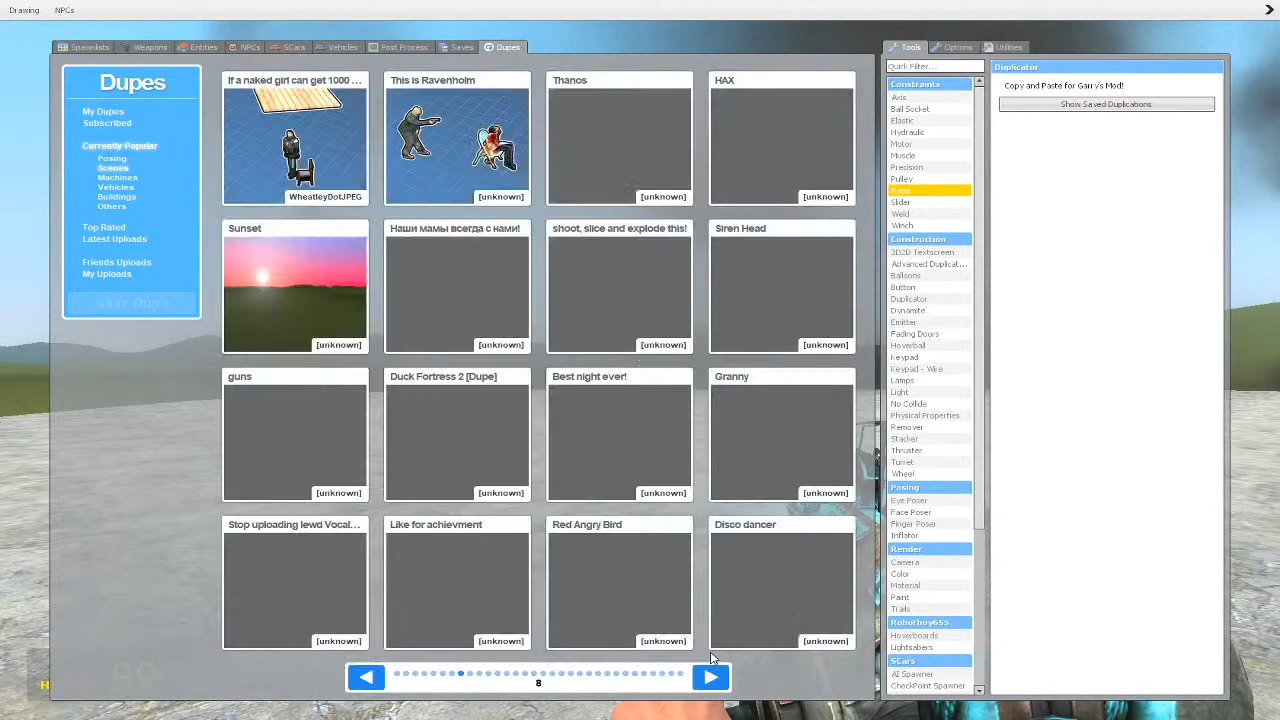 Drawing NPCs
Spawnlists Weapons Entities NPCs SCars Vehicles Post Process Saves Dupes
Dupes
My Dupes
Subscribed
Currently Popular
Posing
Scenes
Machines
Vehicles
Buildings
Others
Top Rated
Latest Uploads
Friends Uploads
My Uploads
Save Dupe
If a naked girl can get 1000 ...
WheatleyDotJPEG
This is Ravenholm
[unknown]
Thanos
[unknown]
HAX
[unknown]
Sunset
[unknown]
Наши мамы всегда с нами!
[unknown]
shoot, slice and explode this!
[unknown]
Siren Head
[unknown]
guns
[unknown]
Duck Fortress 2 [Dupe]
[unknown]
Best night ever!
[unknown]
Granny
[unknown]
Stop uploading lewd Vocal...
[unknown]
Like for achievment
[unknown]
Red Angry Bird
[unknown]
Disco dancer
[unknown]
8
Tools Options Utilities
Quick Filter...
Constraints
Axis
Ball Socket
Elastic
Hydraulic
Motor
Muscle
Precision
Pulley
Rope
Slider
Weld
Winch
Construction
3D2D Textscreen
Advanced Duplicat...
Balloons
Button
Duplicator
Dynamite
Emitter
Fading Doors
Hoverball
Keypad
Keypad - Wire
Lamps
Light
No Collide
Physical Properties
Remover
Stacker
Thruster
Turret
Wheel
Posing
Eye Poser
Face Poser
Finger Poser
Inflator
Render
Camera
Color
Material
Paint
Trails
Robotboy655
Hoverboards
Lightsabers
SCars
AI Spawner
CheckPoint Spawner
Duplicator
Copy and Paste for Garry's Mod!
Show Saved Duplications